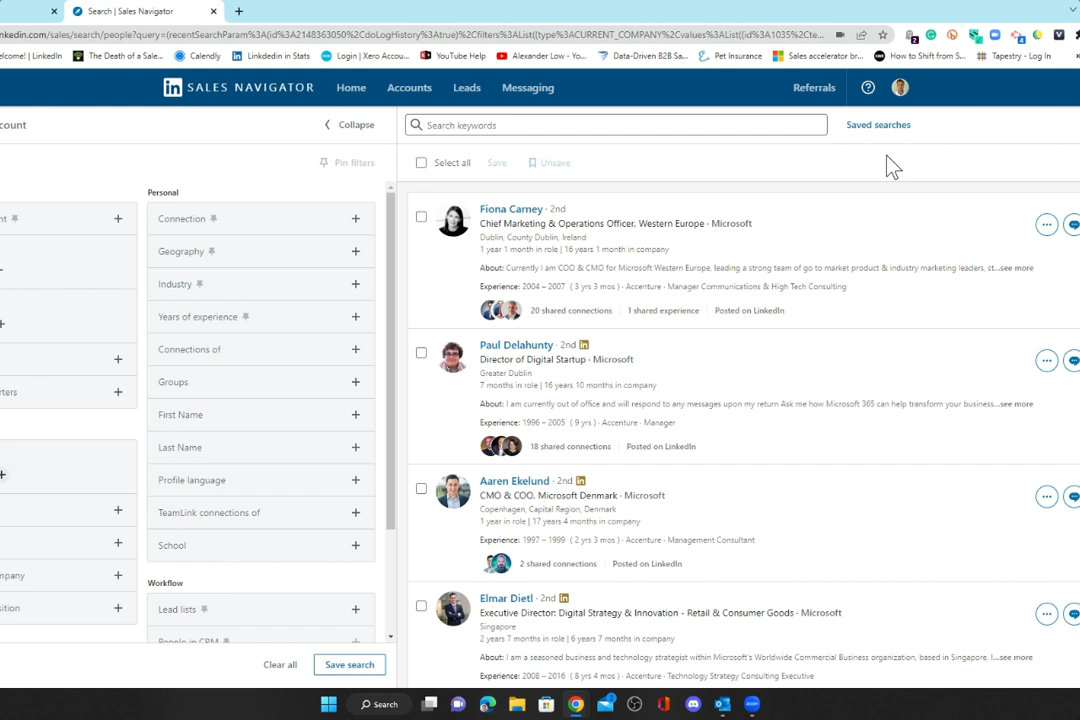 Search | Sales Navigator
nkedin.com/sales/search/people?query=(recentSearchParam%3A(id%3A2148363050%2CdoLogHistory%3Atrue)%2Cfilters%3AList((type%3ACURRENT_COMPANY%2Cvalues%3AList((id%3A1035%2Cte...
elcome! | LinkedIn The Death of a Sale... Calendly Linkdedin in Stats Login | Xero Accou... YouTube Help Alexander Low - Yo... Data-Driven B2B Sa... Pet Insurance Sales accelerator br... How to Shift from S... Tapestry - Log In
SALES NAVIGATOR Home Accounts Leads Messaging Referrals
count Collapse Search keywords Saved searches
Pin filters Select all Save Unsave
Personal
nt Connection
Geography
Industry
Years of experience
Connections of
Groups
rters
First Name
Last Name
Profile language
TeamLink connections of
School
mpany
Workflow
sition Lead lists
People in CRM
Clear all Save search
Fiona Carney · 2nd
Chief Marketing & Operations Officer, Western Europe · Microsoft
Dublin, County Dublin, Ireland
1 year 1 month in role | 16 years 1 month in company
About: Currently I am COO & CMO for Microsoft Western Europe, leading a strong team of go to market product & industry marketing leaders, st...see more
Experience: 2004 – 2007 ( 3 yrs 3 mos ) · Accenture · Manager Communications & High Tech Consulting
20 shared connections 1 shared experience Posted on LinkedIn
Paul Delahunty · 2nd
Director of Digital Startup · Microsoft
Greater Dublin
7 months in role | 16 years 10 months in company
About: I am currently out of office and will respond to any messages upon my return Ask me how Microsoft 365 can help transform your business...see more
Experience: 1996 – 2005 ( 9 yrs ) · Accenture · Manager
18 shared connections Posted on LinkedIn
Aaren Ekelund · 2nd
CMO & COO, Microsoft Denmark · Microsoft
Copenhagen, Capital Region, Denmark
1 year in role | 17 years 4 months in company
Experience: 1997 – 1999 ( 2 yrs 3 mos ) · Accenture · Management Consultant
2 shared connections Posted on LinkedIn
Elmar Dietl · 2nd
Executive Director: Digital Strategy & Innovation - Retail & Consumer Goods · Microsoft
Singapore
2 years 7 months in role | 6 years 7 months in company
About: I am a seasoned business and technology strategist within Microsoft's Worldwide Commercial Business organization, based in Singapore. I...see more
Experience: 2008 – 2016 ( 8 yrs 4 mos ) · Accenture · Technology Strategy Consulting Executive
Search